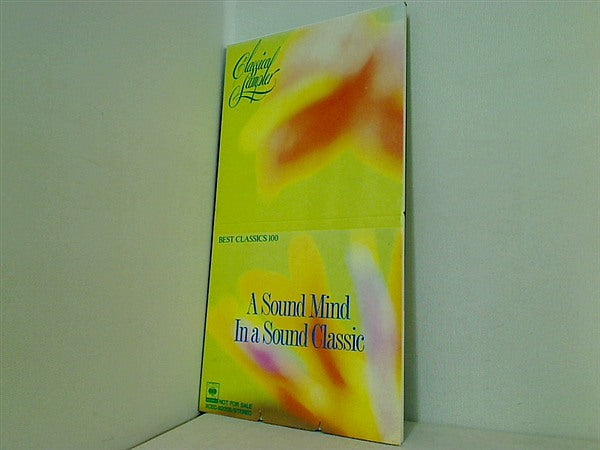 Classical
Sampler
BEST CLASSICS 100
A Sound Mind
In a Sound Classic
NOT FOR SALE